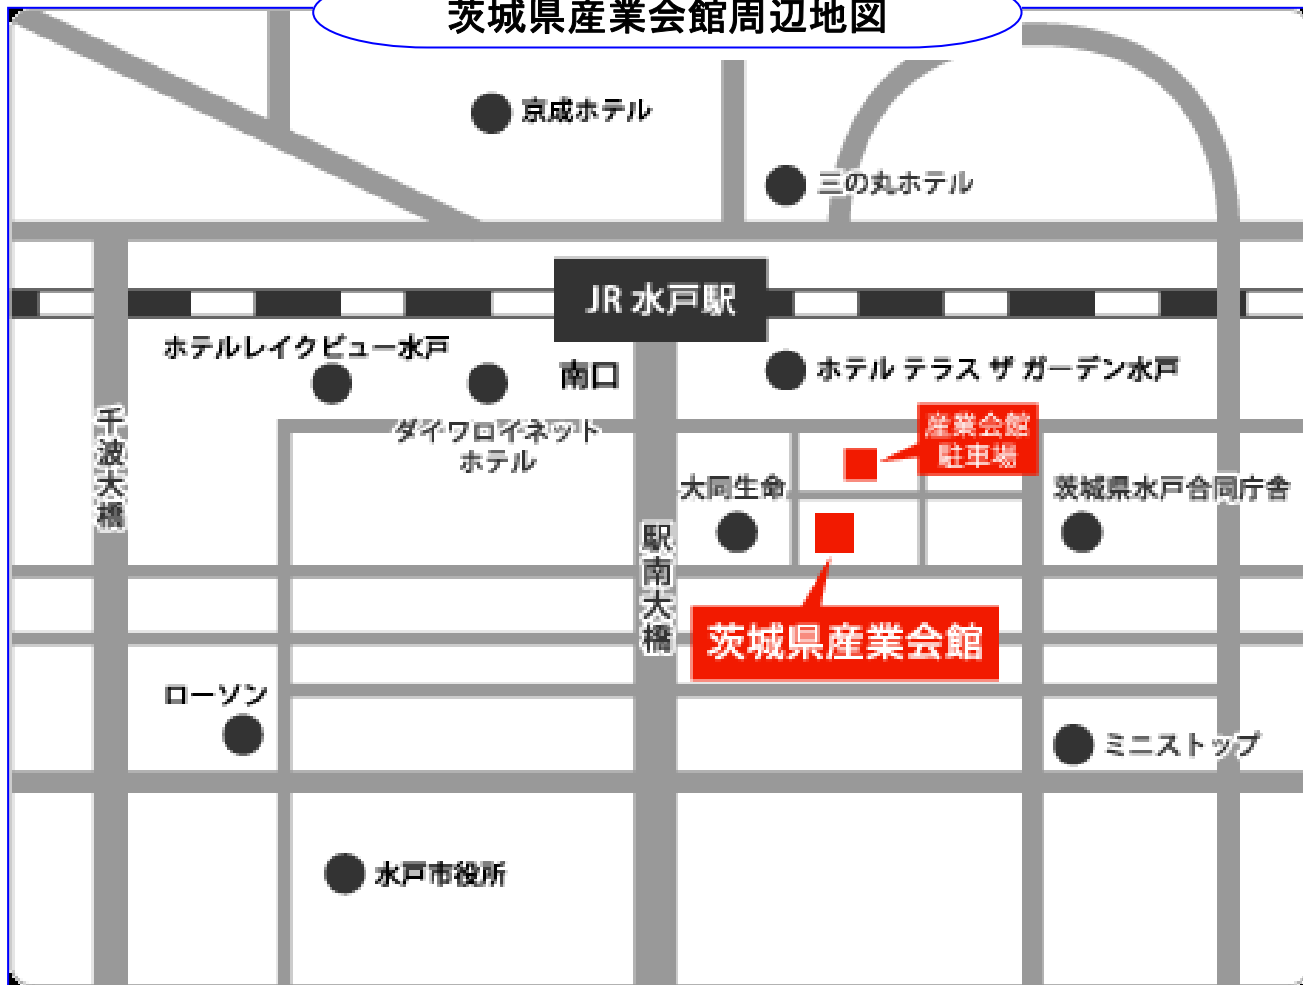 茨城県産業会館周辺地図
京成ホテル
三の丸ホテル
JR 水戸駅
ホテルレイクビュー水戸
南口
ホテル テラス ザ ガーデン水戸
ダイワロイネット
ホテル
千波大橋
産業会館
駐車場
大同生命
茨城県水戸合同庁舎
駅南大橋
茨城県産業会館
ローソン
ミニストップ
水戸市役所